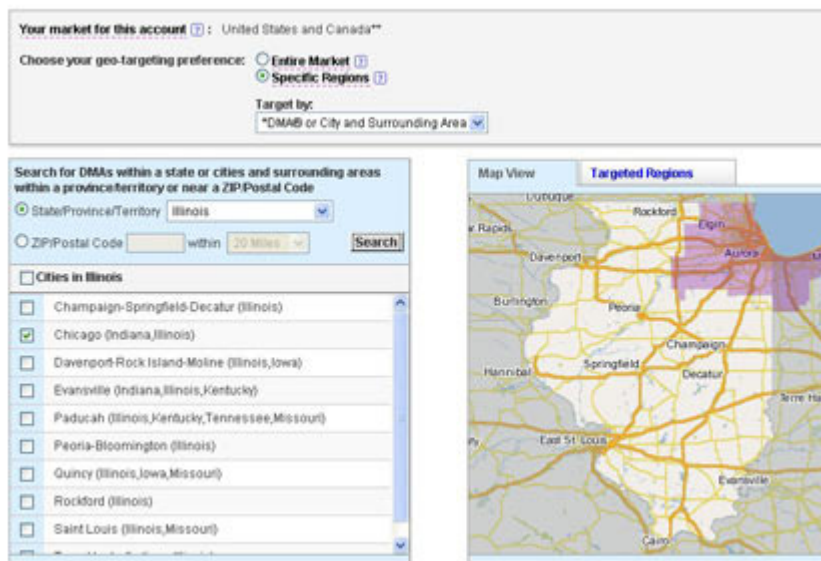 Your market for this account [?] : United States and Canada**
Choose your geo-targeting preference: Entire Market [?]
Specific Regions [?]
Target by:
*DMA® or City and Surrounding Area
Search for DMAs within a state or cities and surrounding areas
within a province/territory or near a ZIP/Postal Code
State/Province/Territory Illinois
ZIP/Postal Code within 20 Miles Search
Cities in Illinois
Champaign-Springfield-Decatur (Illinois)
Chicago (Indiana,Illinois)
Davenport-Rock Island-Moline (Illinois,Iowa)
Evansville (Indiana,Illinois,Kentucky)
Paducah (Illinois,Kentucky,Tennessee,Missouri)
Peoria-Bloomington (Illinois)
Quincy (Illinois,Iowa,Missouri)
Rockford (Illinois)
Saint Louis (Illinois,Missouri)
Map View Targeted Regions
Dubuque
Rockford
Elgin
Rapids
Aurora
Davenport
Burlington
Peoria
Champaign
Hannibal
Springfield
Decatur
Terre Ha
East St. Louis
Evansville
Cairo